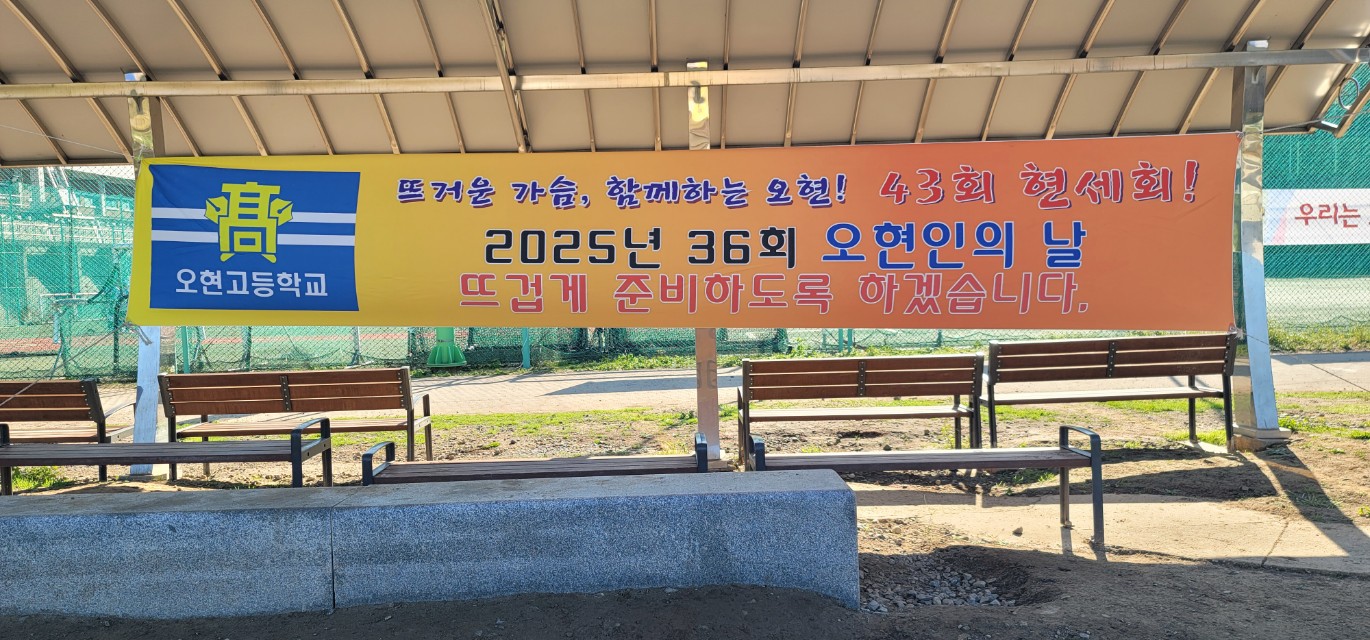 高
오현고등학교
뜨거운 가슴, 함께하는 오현! 43회 현세회!
2025년 36회 오현인의 날
뜨겁게 준비하도록 하겠습니다.
우리는